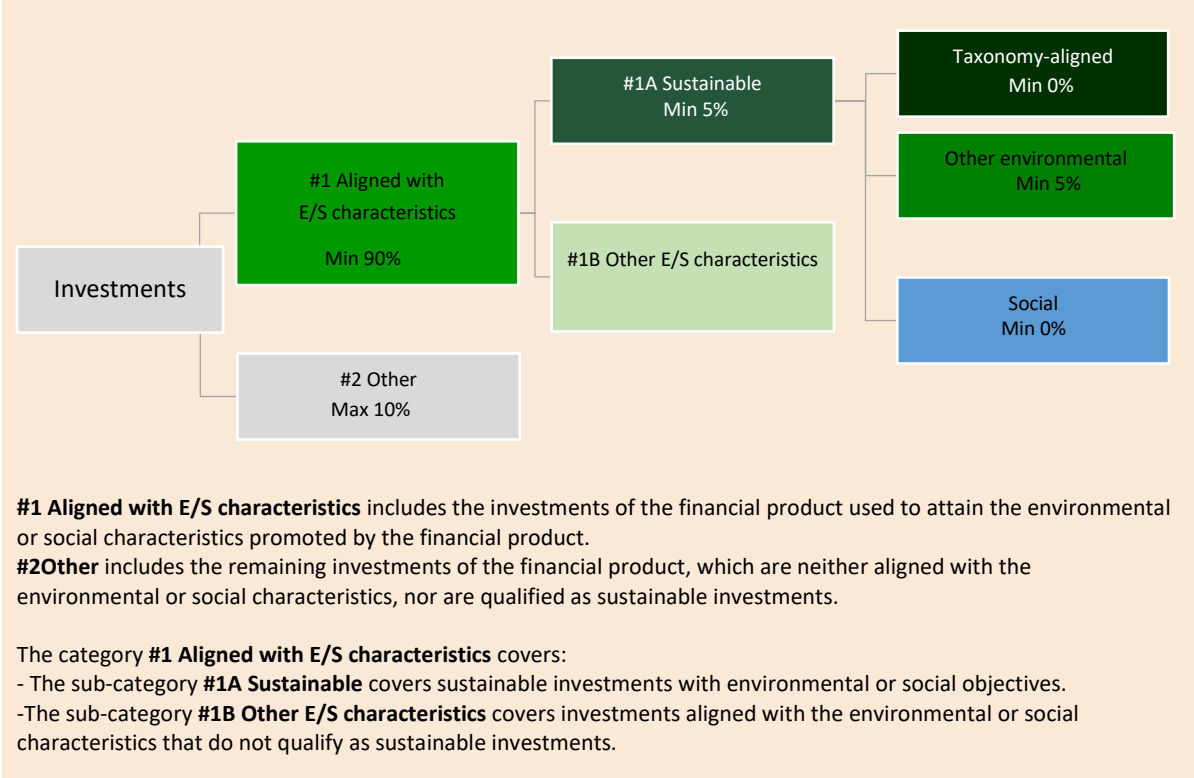 Investments
#1 Aligned with
E/S characteristics
Min 90%
#2 Other
Max 10%
#1A Sustainable
Min 5%
#1B Other E/S characteristics
Taxonomy-aligned
Min 0%
Other environmental
Min 5%
Social
Min 0%
#1 Aligned with E/S characteristics includes the investments of the financial product used to attain the environmental
or social characteristics promoted by the financial product.
#2Other includes the remaining investments of the financial product, which are neither aligned with the
environmental or social characteristics, nor are qualified as sustainable investments.
The category #1 Aligned with E/S characteristics covers:
- The sub-category #1A Sustainable covers sustainable investments with environmental or social objectives.
-The sub-category #1B Other E/S characteristics covers investments aligned with the environmental or social
characteristics that do not qualify as sustainable investments.